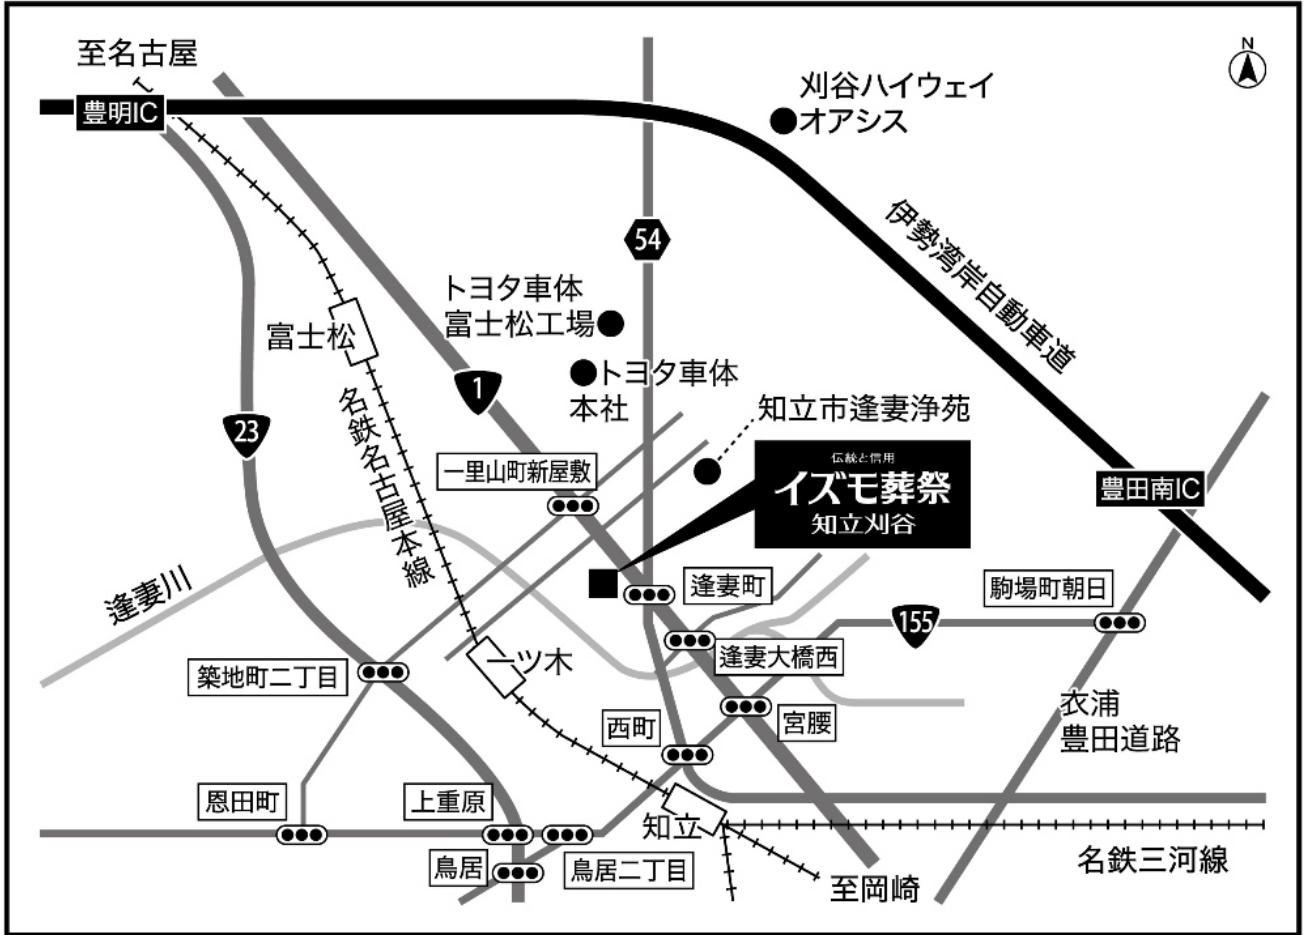 N
至名古屋
豊明IC
刈谷ハイウェイ
オアシス
54
伊勢湾岸自動車道
トヨタ車体
富士松工場
富士松
トヨタ車体
本社
1
知立市逢妻浄苑
名鉄名古屋本線
23
一里山町新屋敷
伝統と信用
イズモ葬祭
知立刈谷
豊田南IC
逢妻川
逢妻町
駒場町朝日
155
逢妻大橋西
築地町二丁目
一ツ木
西町
宮腰
衣浦
豊田道路
恩田町
上重原
知立
鳥居
鳥居二丁目
名鉄三河線
至岡崎